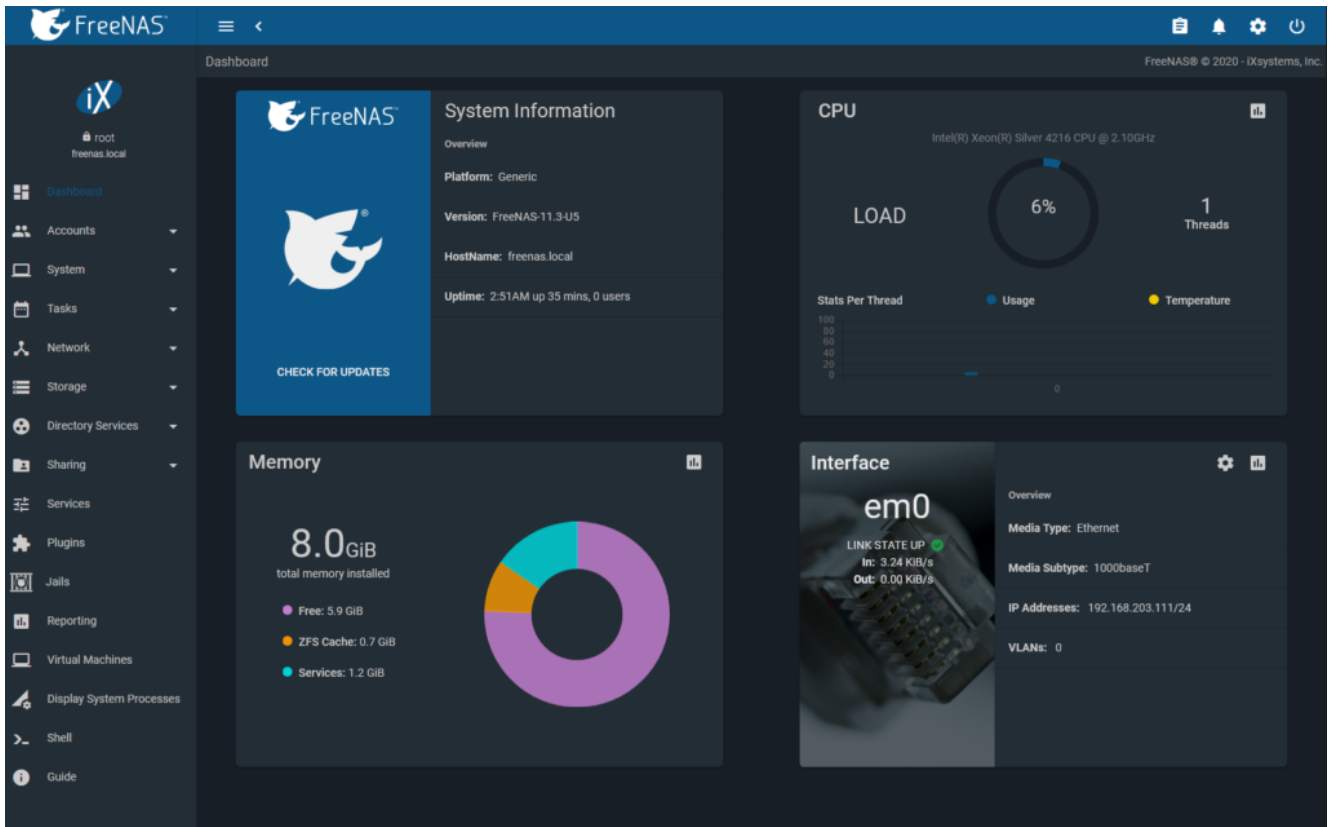 FreeNAS®
Dashboard
FreeNAS® © 2020 - iXsystems, Inc.
iX
root
freenas.local
Dashboard
Accounts
System
Tasks
Network
Storage
Directory Services
Sharing
Services
Plugins
Jails
Reporting
Virtual Machines
Display System Processes
Shell
Guide
FreeNAS
®
CHECK FOR UPDATES
System Information
Overview
Platform: Generic
Version: FreeNAS-11.3-U5
HostName: freenas.local
Uptime: 2:51AM up 35 mins, 0 users
CPU
Intel(R) Xeon(R) Silver 4216 CPU @ 2.10GHz
LOAD
6%
1
Threads
Stats Per Thread
Usage
Temperature
100
80
60
40
20
0
0
Memory
8.0GiB
total memory installed
Free: 5.9 GiB
ZFS Cache: 0.7 GiB
Services: 1.2 GiB
Interface
em0
LINK STATE UP
In: 3.24 KiB/s
Out: 0.00 KiB/s
Overview
Media Type: Ethernet
Media Subtype: 1000baseT
IP Addresses: 192.168.203.111/24
VLANs: 0